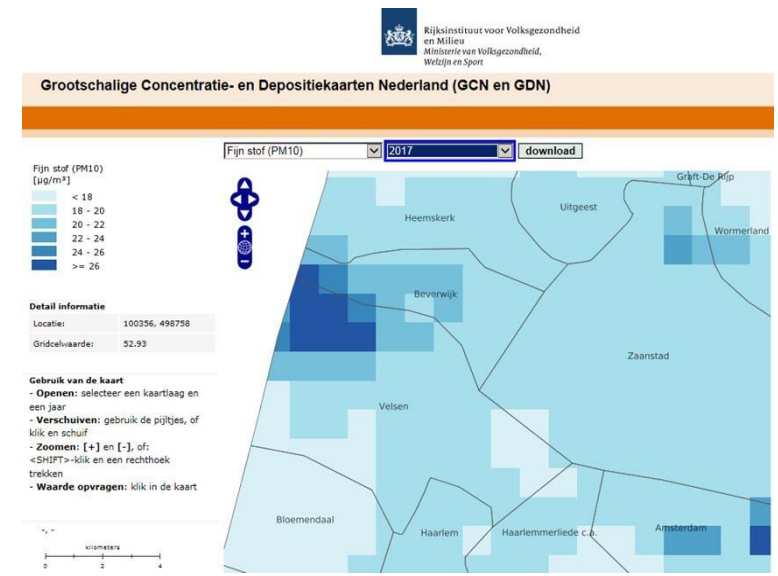 Rijksinstituut voor Volksgezondheid
en Milieu
Ministerie van Volksgezondheid,
Welzijn en Sport
Grootschalige Concentratie- en Depositiekaarten Nederland (GCN en GDN)
Fijn stof (PM10)
2017
download
Fijn stof (PM10)
[µg/m³]
< 18
18 - 20
20 - 22
22 - 24
24 - 26
>= 26
Detail informatie
Locatie: 100356, 498758
Gridcelwaarde: 52.93
Gebruik van de kaart
- Openen: selecteer een kaartlaag en
een jaar
- Verschuiven: gebruik de pijltjes, of
klik en schuif
- Zoomen: [+] en [-], of:
<SHIFT>-klik en een rechthoek
trekken
- Waarde opvragen: klik in de kaart
-, -
kilometers
0 2 4
Graft-De Rijp
Uitgeest
Heemskerk
Wormerland
Beverwijk
Zaanstad
Velsen
Bloemendaal
Haarlem
Haarlemmerliede c.a.
Amsterdam